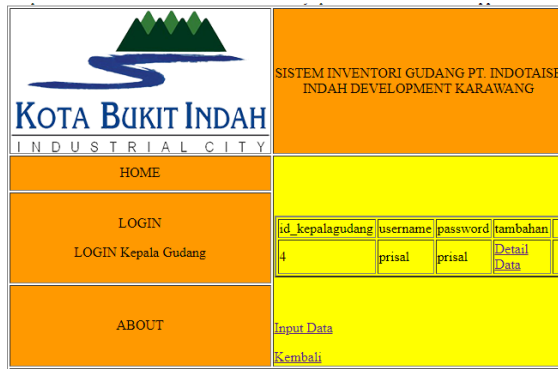 KOTA BUKIT INDAH
INDUSTRIAL CITY
SISTEM INVENTORI GUDANG PT. INDOTAISE
INDAH DEVELOPMENT KARAWANG
HOME
LOGIN
LOGIN Kepala Gudang
ABOUT
id_kepalagudang username password tambahan
4 prisal prisal Detail Data
Input Data
Kembali